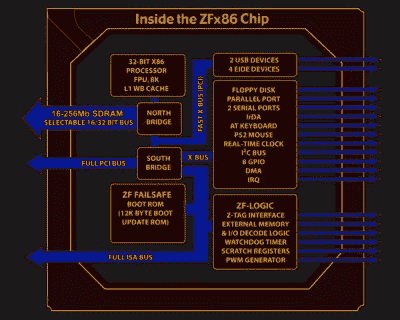 Inside the ZFx86 Chip
32-BIT X86
PROCESSOR
FPU, 8K
L1 WB CACHE
FAST X BUS (PCI)
2 USB DEVICES
4 EIDE DEVICES
16-256Mb SDRAM
SELECTABLE 16/32 BIT BUS
NORTH
BRIDGE
FLOPPY DISK
PARALLEL PORT
2 SERIAL PORTS
IrDA
AT KEYBOARD
PS2 MOUSE
REAL-TIME CLOCK
I²C BUS
8 GPIO
DMA
IRQ
FULL PCI BUS
SOUTH
BRIDGE
X BUS
ZF FAILSAFE
BOOT ROM
(12K BYTE BOOT
UPDATE ROM)
ZF-LOGIC
Z-TAG INTERFACE
EXTERNAL MEMORY
& I/O DECODE LOGIC
WATCHDOG TIMER
SCRATCH REGISTERS
PWM GENERATOR
FULL ISA BUS